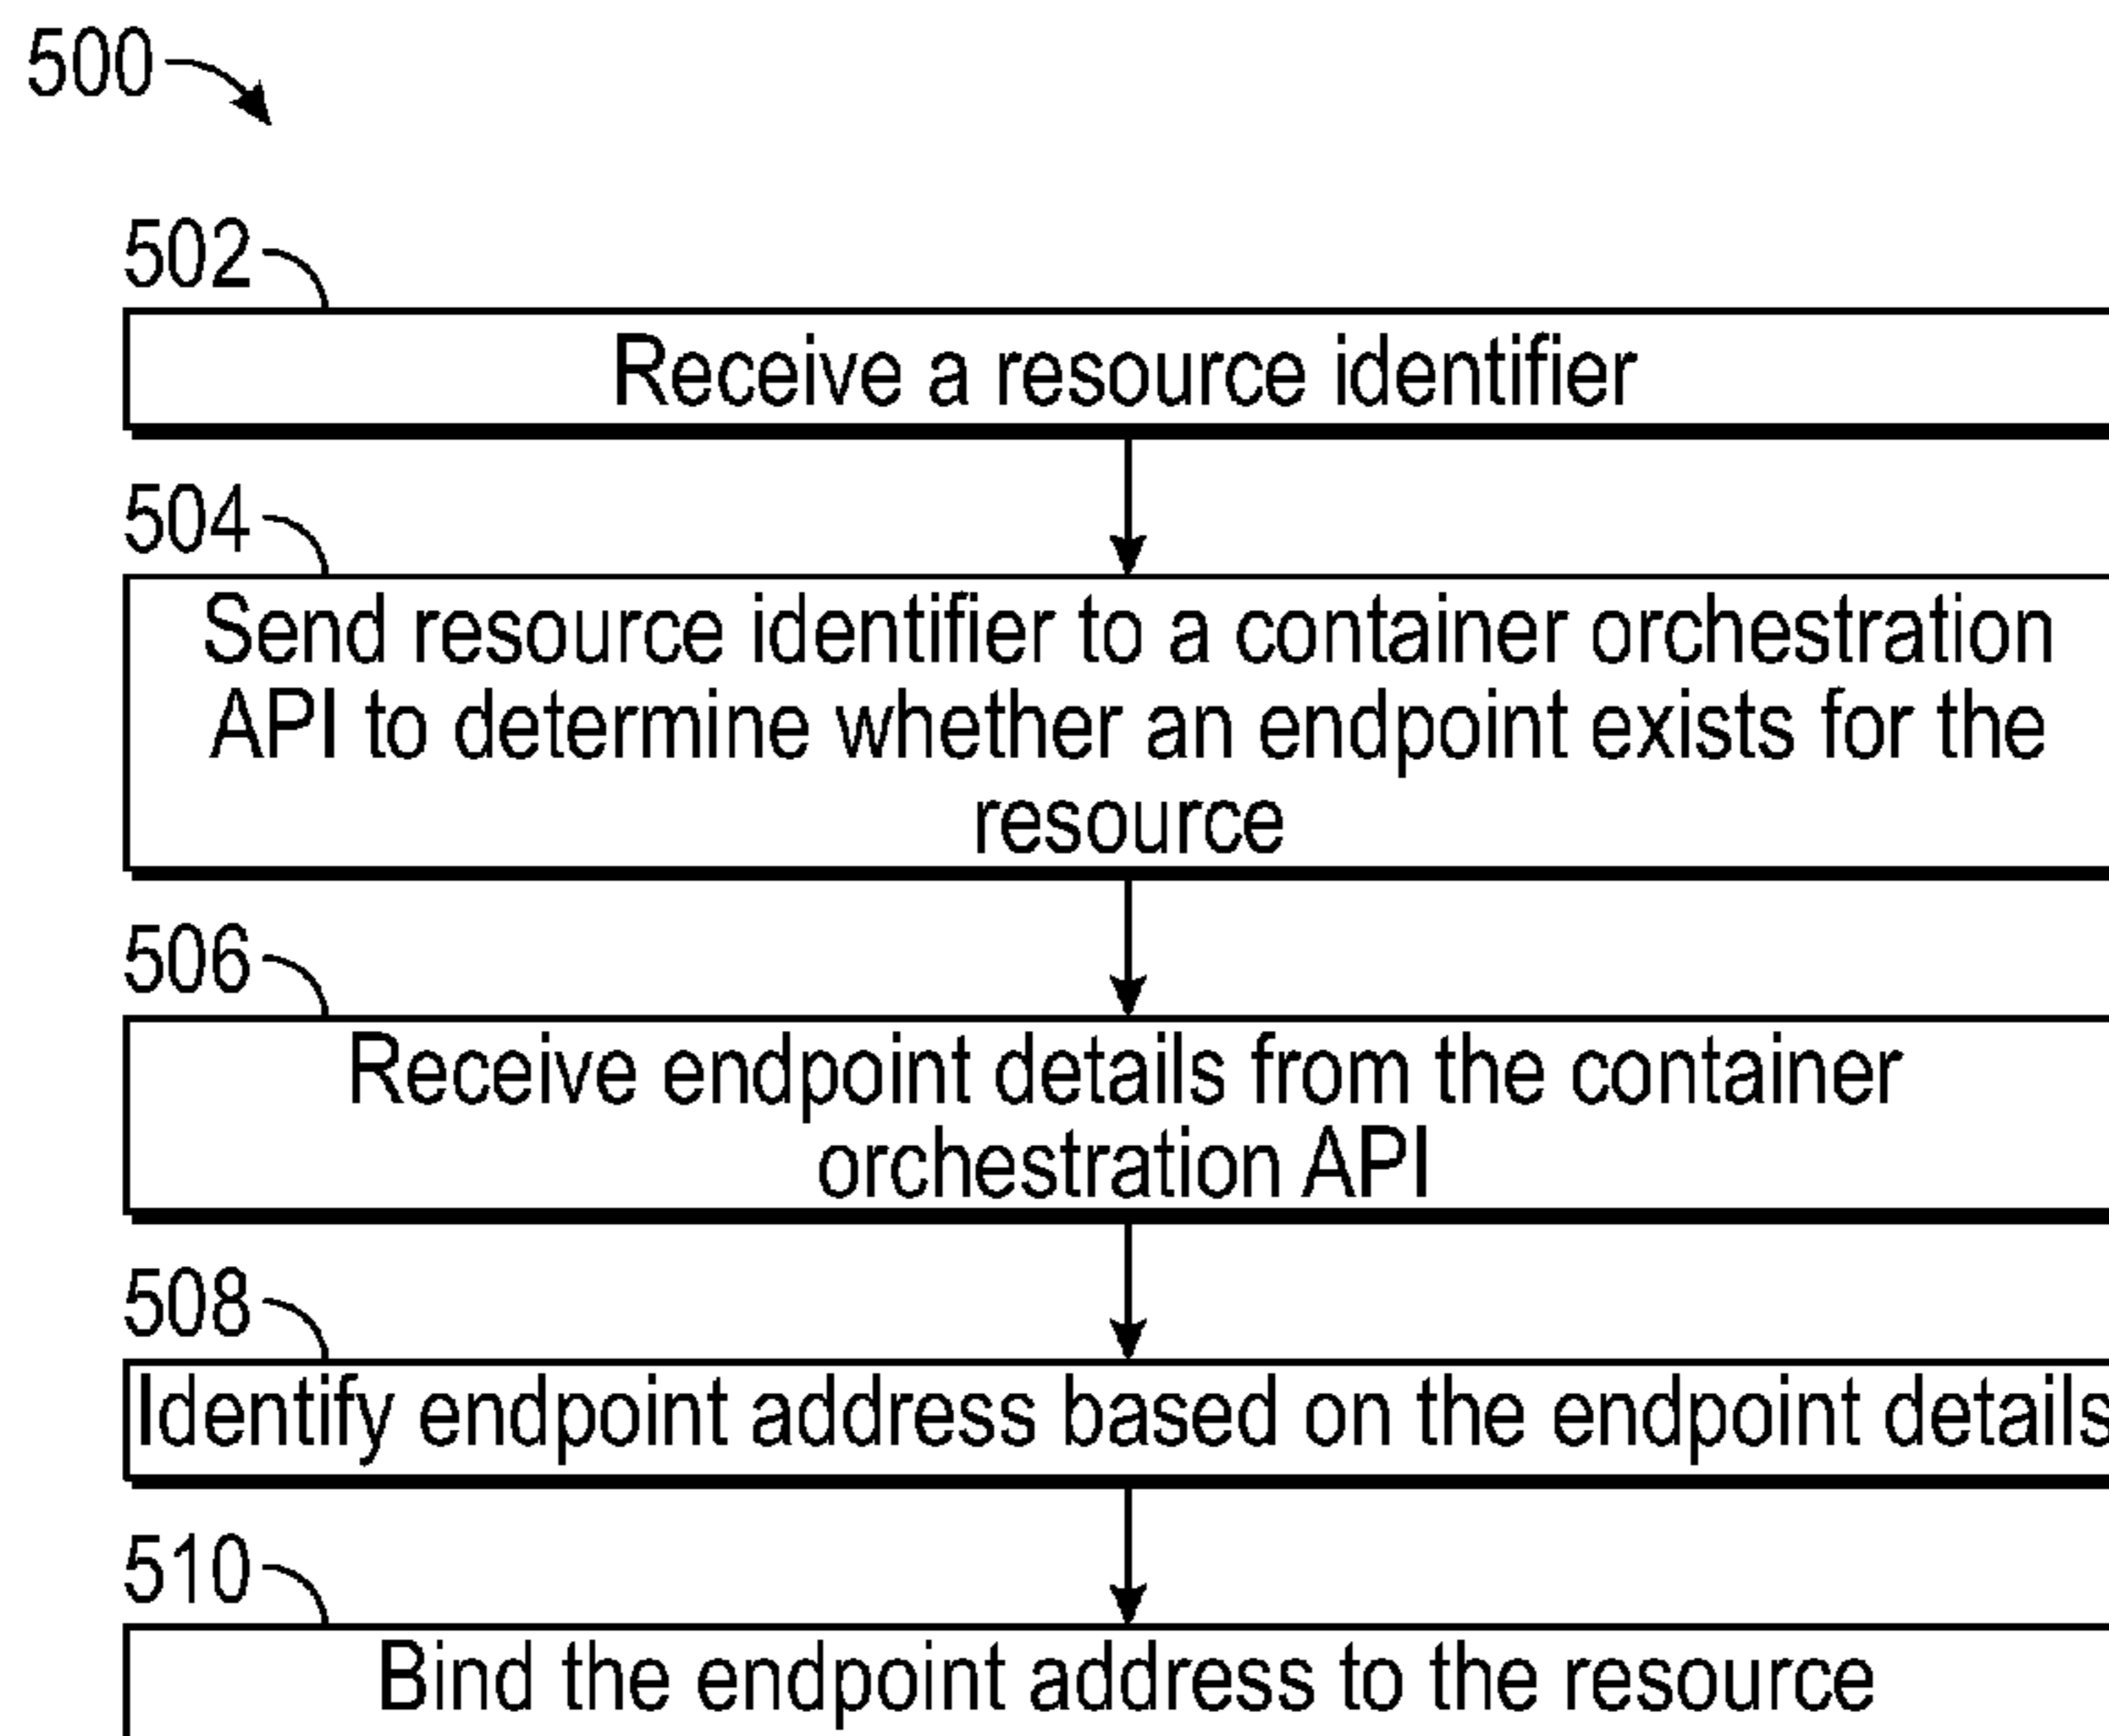 500
502
Receive a resource identifier
504
Send resource identifier to a container orchestration
API to determine whether an endpoint exists for the
resource
506
Receive endpoint details from the container
orchestration API
508
Identify endpoint address based on the endpoint details
510
Bind the endpoint address to the resource